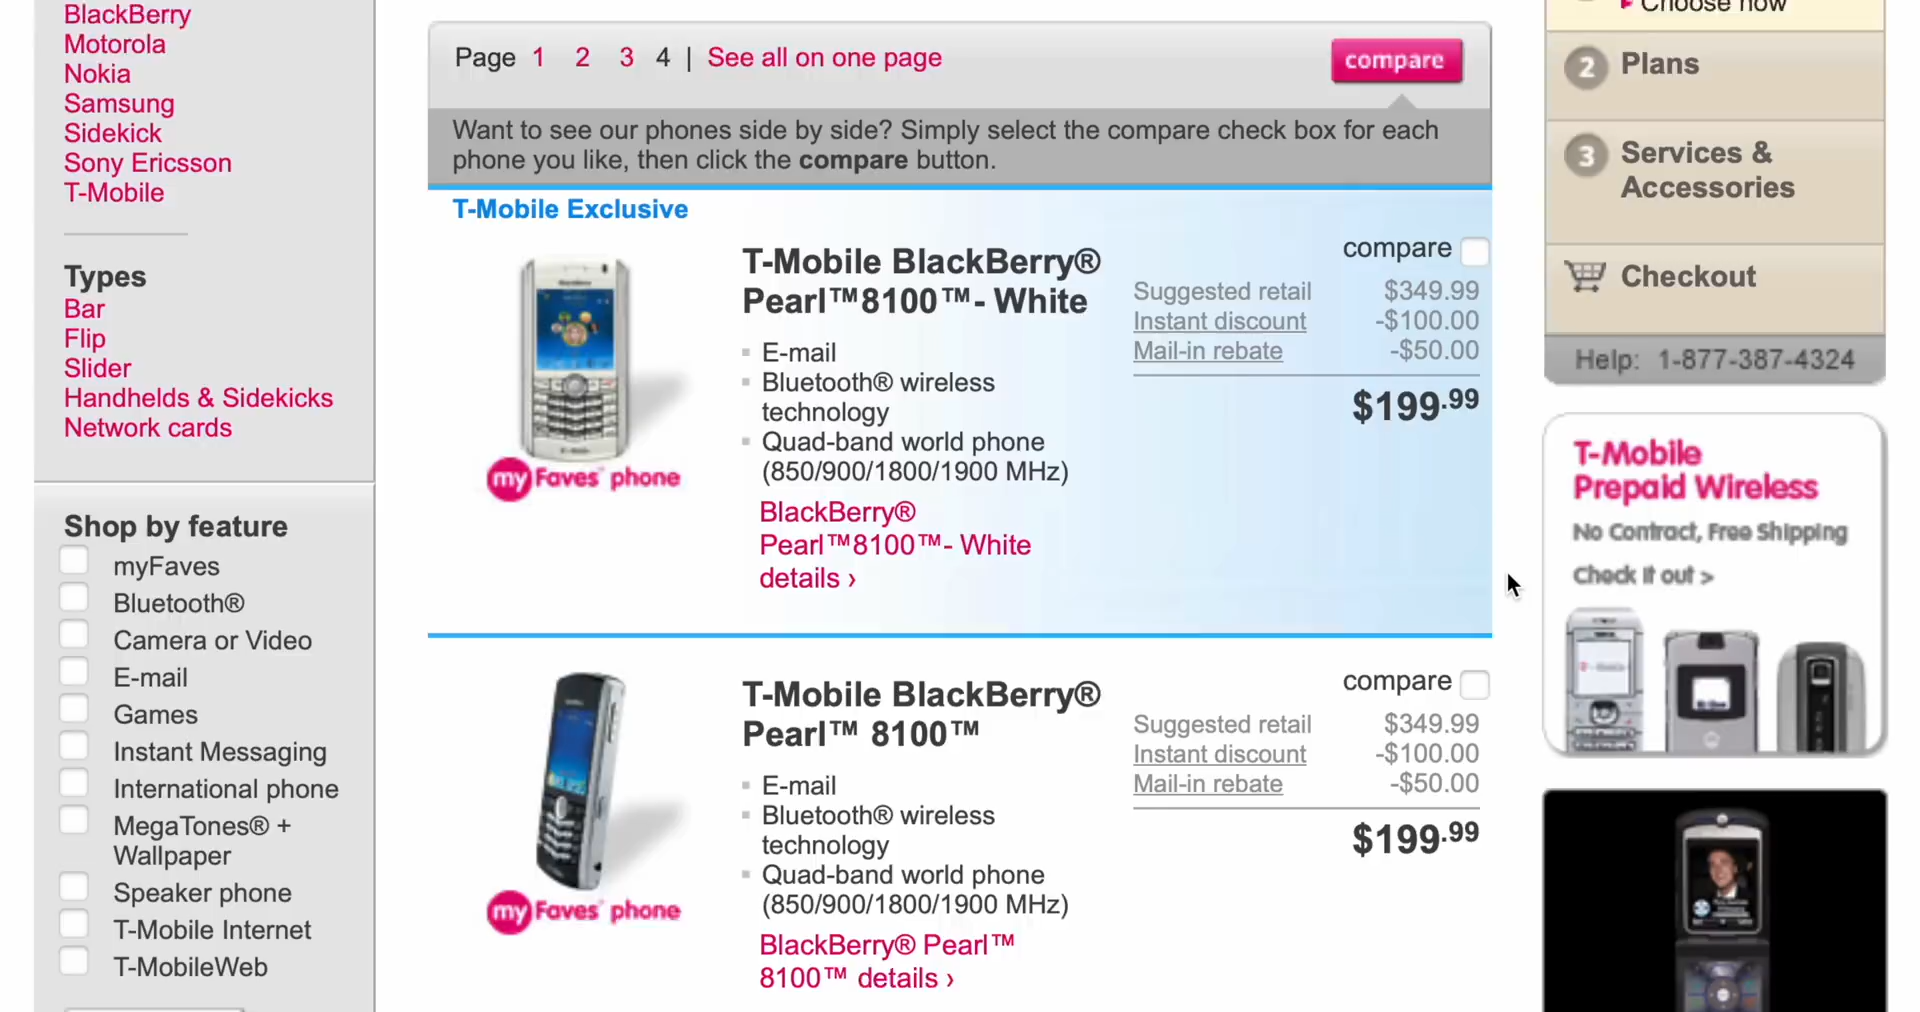 BlackBerry
Motorola
Nokia
Samsung
Sidekick
Sony Ericsson
T-Mobile
Types
Bar
Flip
Slider
Handhelds & Sidekicks
Network cards
Shop by feature
myFaves
Bluetooth®
Camera or Video
E-mail
Games
Instant Messaging
International phone
MegaTones® +
Wallpaper
Speaker phone
T-Mobile Internet
T-MobileWeb
Page 1 2 3 4 | See all on one page
compare
Want to see our phones side by side? Simply select the compare check box for each
phone you like, then click the compare button.
T-Mobile Exclusive
my Faves™ phone
T-Mobile BlackBerry®
Pearl™8100™- White
E-mail
Bluetooth® wireless
technology
Quad-band world phone
(850/900/1800/1900 MHz)
BlackBerry®
Pearl™8100™- White
details ›
compare
Suggested retail $349.99
Instant discount -$100.00
Mail-in rebate -$50.00
$199.99
my Faves™ phone
T-Mobile BlackBerry®
Pearl™ 8100™
E-mail
Bluetooth® wireless
technology
Quad-band world phone
(850/900/1800/1900 MHz)
BlackBerry® Pearl™
8100™ details ›
compare
Suggested retail $349.99
Instant discount -$100.00
Mail-in rebate -$50.00
$199.99
Choose now
2 Plans
3 Services &
Accessories
Checkout
Help: 1-877-387-4324
T-Mobile
Prepaid Wireless
No Contract, Free Shipping
Check it out >